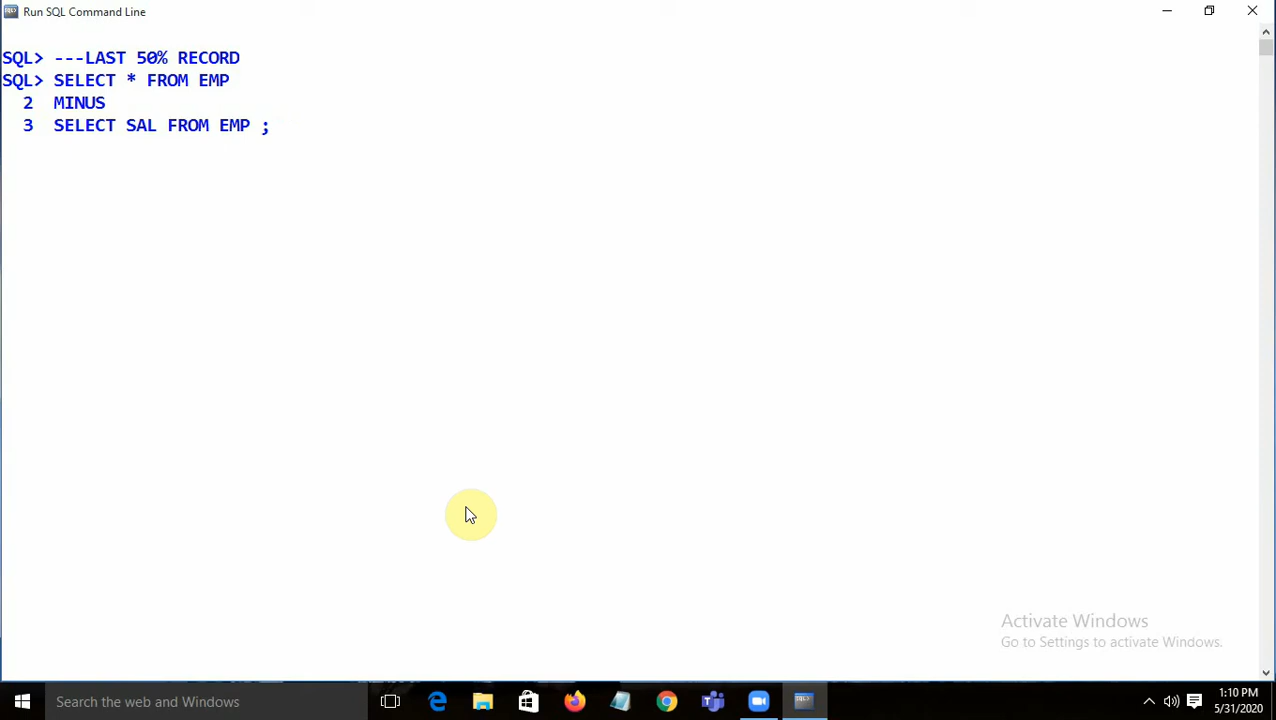 Run SQL Command Line
SQL> ---LAST 50% RECORD
SQL> SELECT * FROM EMP
2 MINUS
3 SELECT SAL FROM EMP ;
Activate Windows
Go to Settings to activate Windows.
Search the web and Windows
1:10 PM
5/31/2020